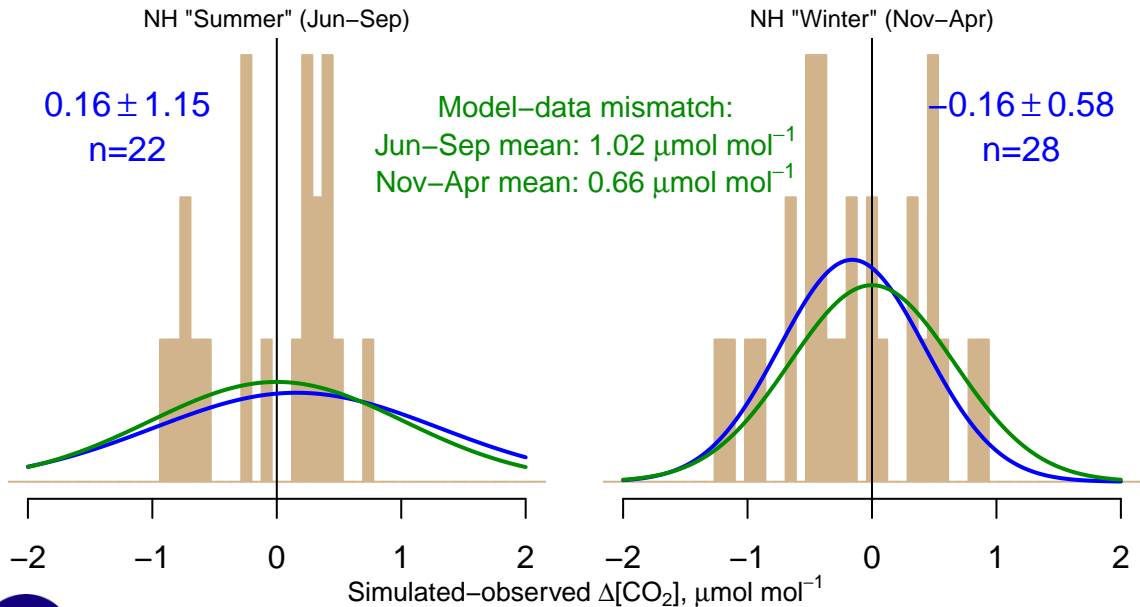 NH "Summer" (Jun−Sep)
0.16 ± 1.15
n=22
Model−data mismatch:
Jun−Sep mean: 1.02 μmol mol⁻¹
Nov−Apr mean: 0.66 μmol mol⁻¹
NH "Winter" (Nov−Apr)
−0.16 ± 0.58
n=28
−2 −1 0 1 2
−2 −1 0 1 2
Simulated−observed Δ[CO₂], μmol mol⁻¹